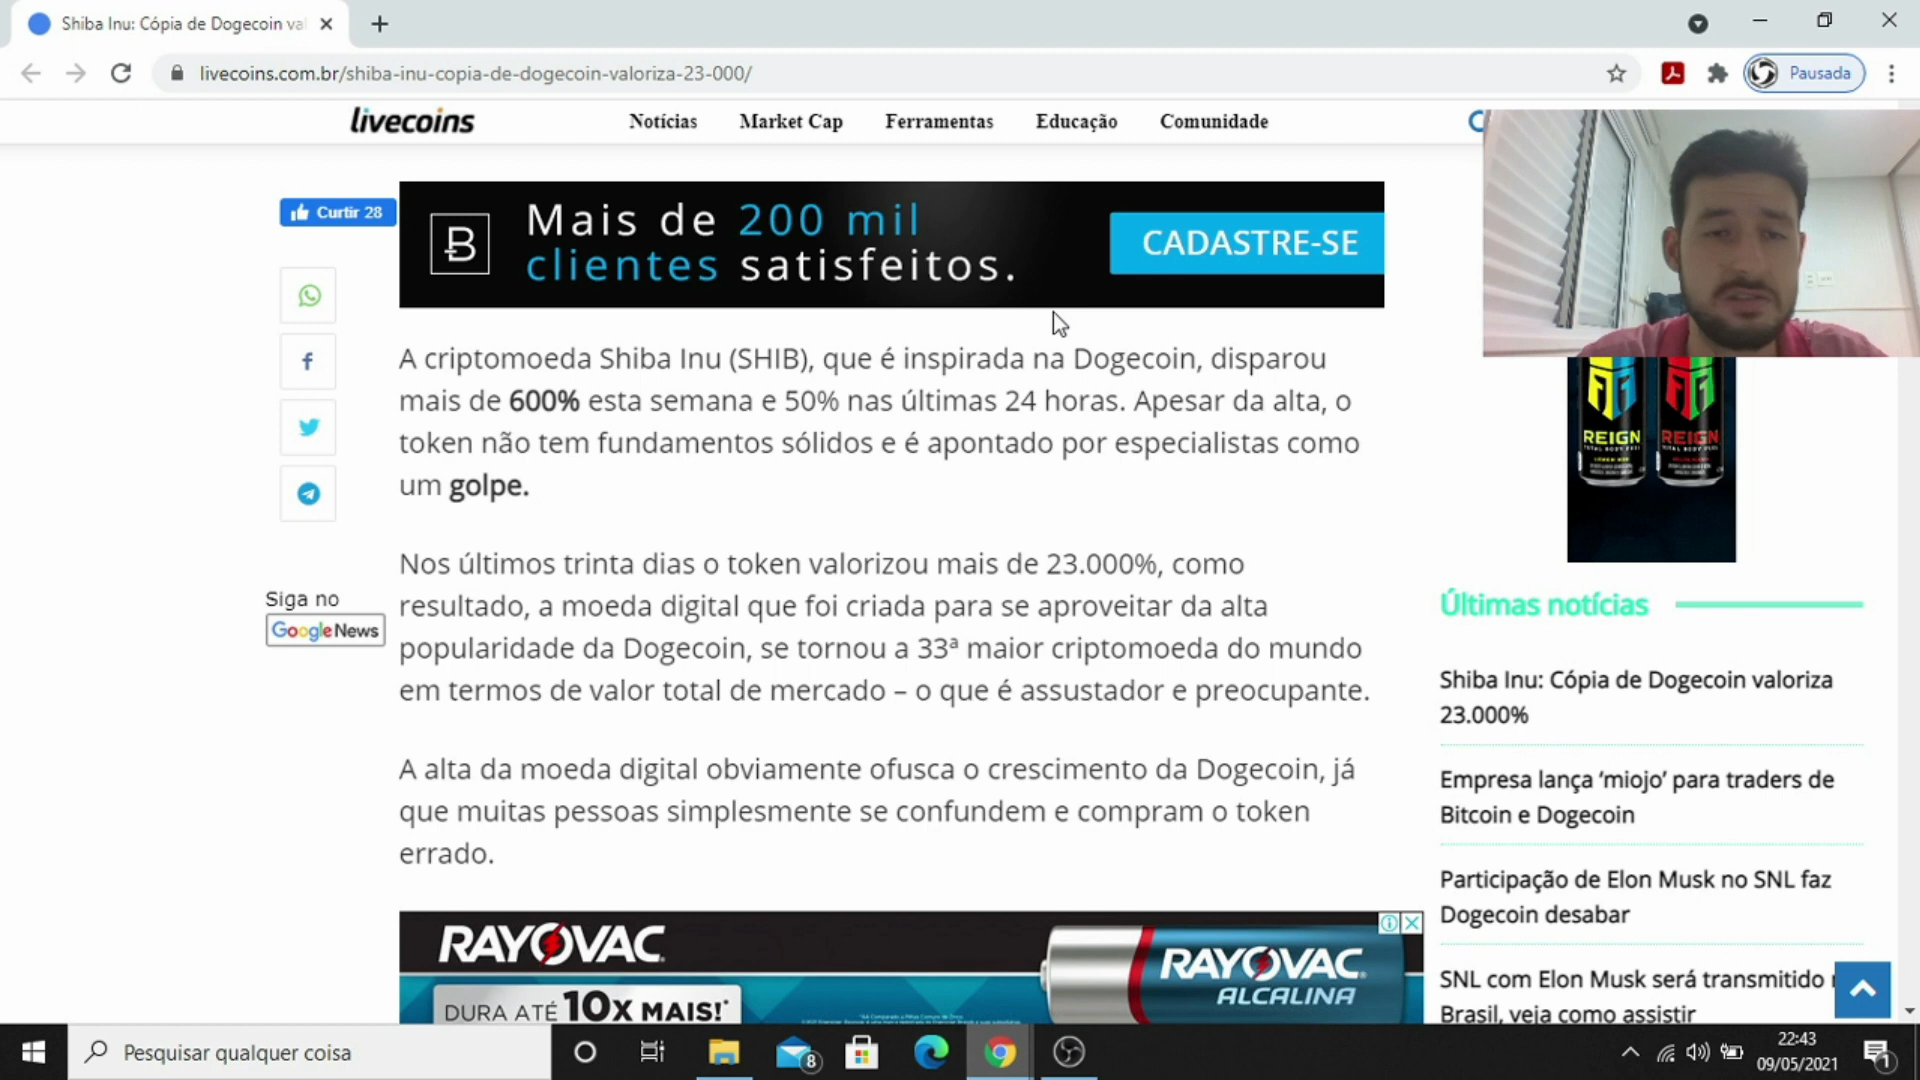 Shiba Inu: Cópia de Dogecoin va
livecoins.com.br/shiba-inu-copia-de-dogecoin-valoriza-23-000/
Pausada
livecoins
Notícias
Market Cap
Ferramentas
Educação
Comunidade
Curtir 28
Mais de 200 mil
clientes satisfeitos.
CADASTRE-SE
A criptomoeda Shiba Inu (SHIB), que é inspirada na Dogecoin, disparou
mais de 600% esta semana e 50% nas últimas 24 horas. Apesar da alta, o
token não tem fundamentos sólidos e é apontado por especialistas como
um golpe.
Nos últimos trinta dias o token valorizou mais de 23.000%, como
resultado, a moeda digital que foi criada para se aproveitar da alta
popularidade da Dogecoin, se tornou a 33ª maior criptomoeda do mundo
em termos de valor total de mercado – o que é assustador e preocupante.
A alta da moeda digital obviamente ofusca o crescimento da Dogecoin, já
que muitas pessoas simplesmente se confundem e compram o token
errado.
Siga no
Google News
REIGN
REIGN
Últimas notícias
Shiba Inu: Cópia de Dogecoin valoriza
23.000%
Empresa lança ‘miojo’ para traders de
Bitcoin e Dogecoin
Participação de Elon Musk no SNL faz
Dogecoin desabar
SNL com Elon Musk será transmitido
Brasil, veja como assistir
RAYOVAC
DURA ATÉ 10X MAIS!*
RAYOVAC
ALCALINA
Pesquisar qualquer coisa
8
22:43
09/05/2021
1